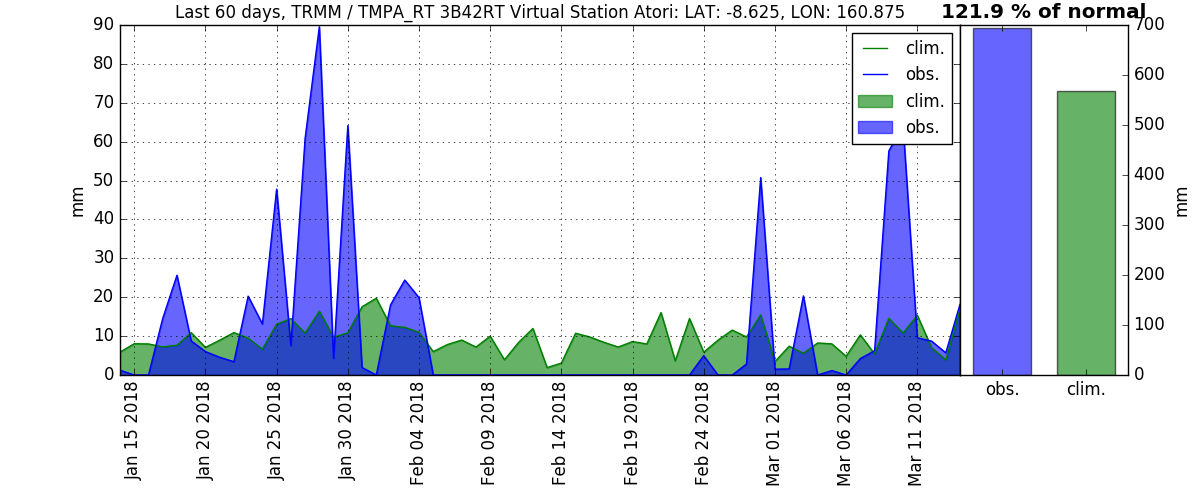 Last 60 days, TRMM / TMPA_RT 3B42RT Virtual Station Atori: LAT: -8.625, LON: 160.875
121.9 % of normal
90
80
70
60
50
40
30
20
10
0
mm
clim.
obs.
clim.
obs.
Jan 15 2018
Jan 20 2018
Jan 25 2018
Jan 30 2018
Feb 04 2018
Feb 09 2018
Feb 14 2018
Feb 19 2018
Feb 24 2018
Mar 01 2018
Mar 06 2018
Mar 11 2018
700
600
500
400
300
200
100
0
mm
obs.
clim.